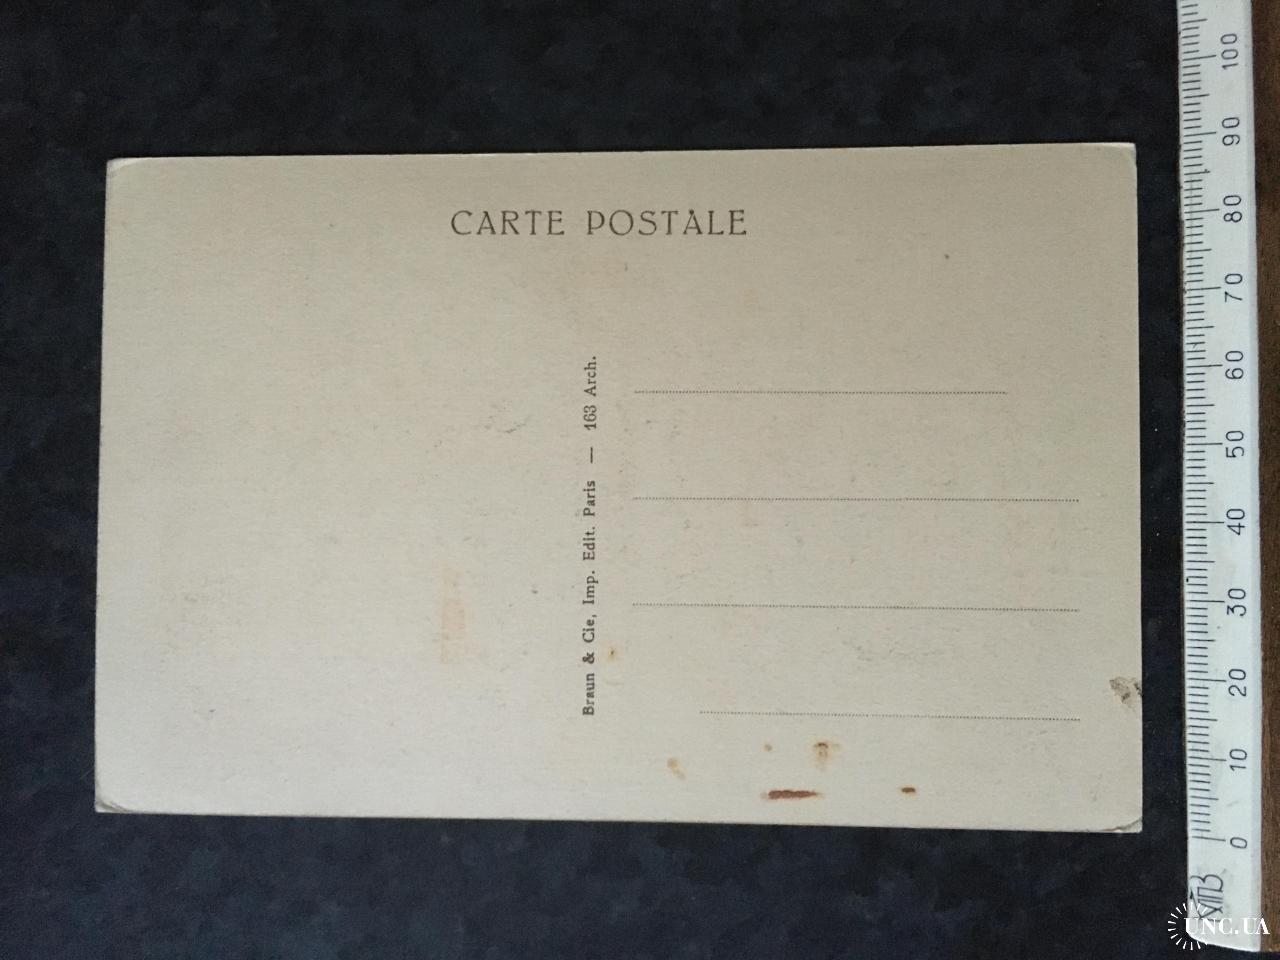 CARTE POSTALE
Braun & Cie, Imp. Edit. Paris — 163 Arch.
100
90
80
70
60
50
40
30
20
10
0
ХПЗ
UNC.UA